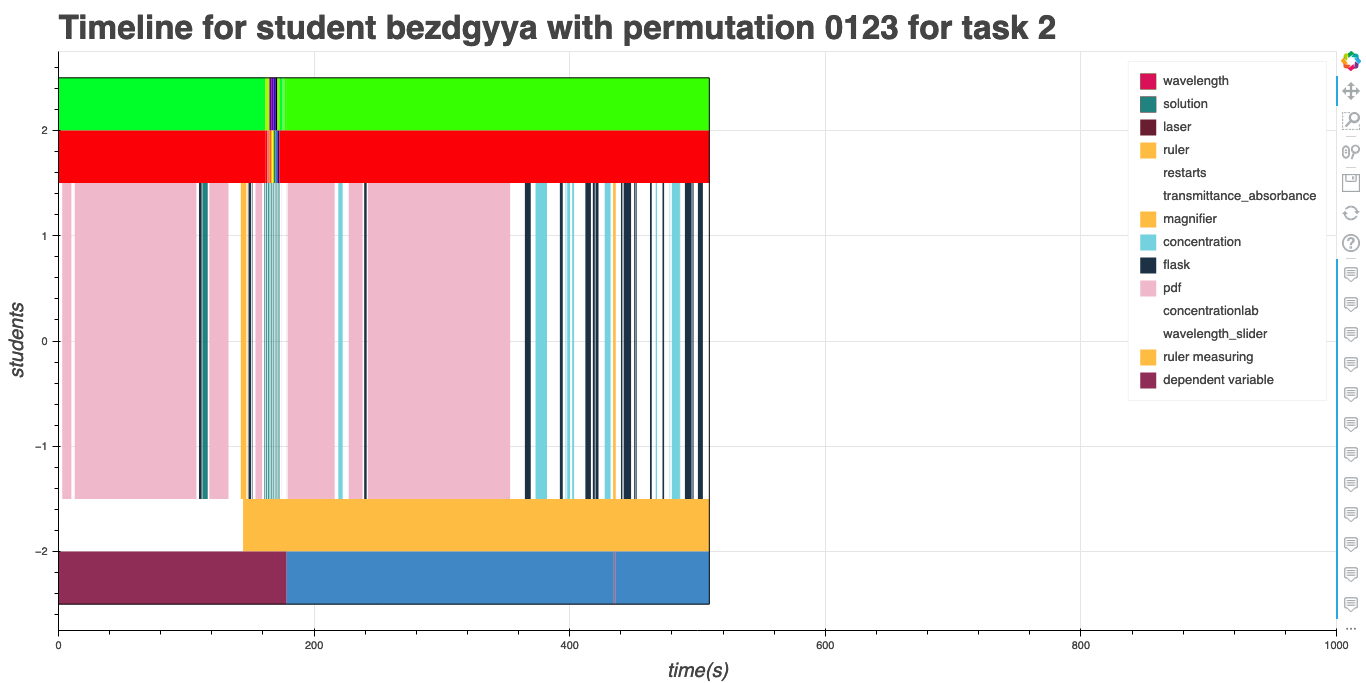 Timeline for student bezdgyya with permutation 0123 for task 2
wavelength
solution
laser
ruler
restarts
transmittance_absorbance
magnifier
concentration
flask
pdf
concentrationlab
wavelength_slider
ruler measuring
dependent variable
students
2
1
0
−1
−2
0
200
400
600
800
1000
time(s)